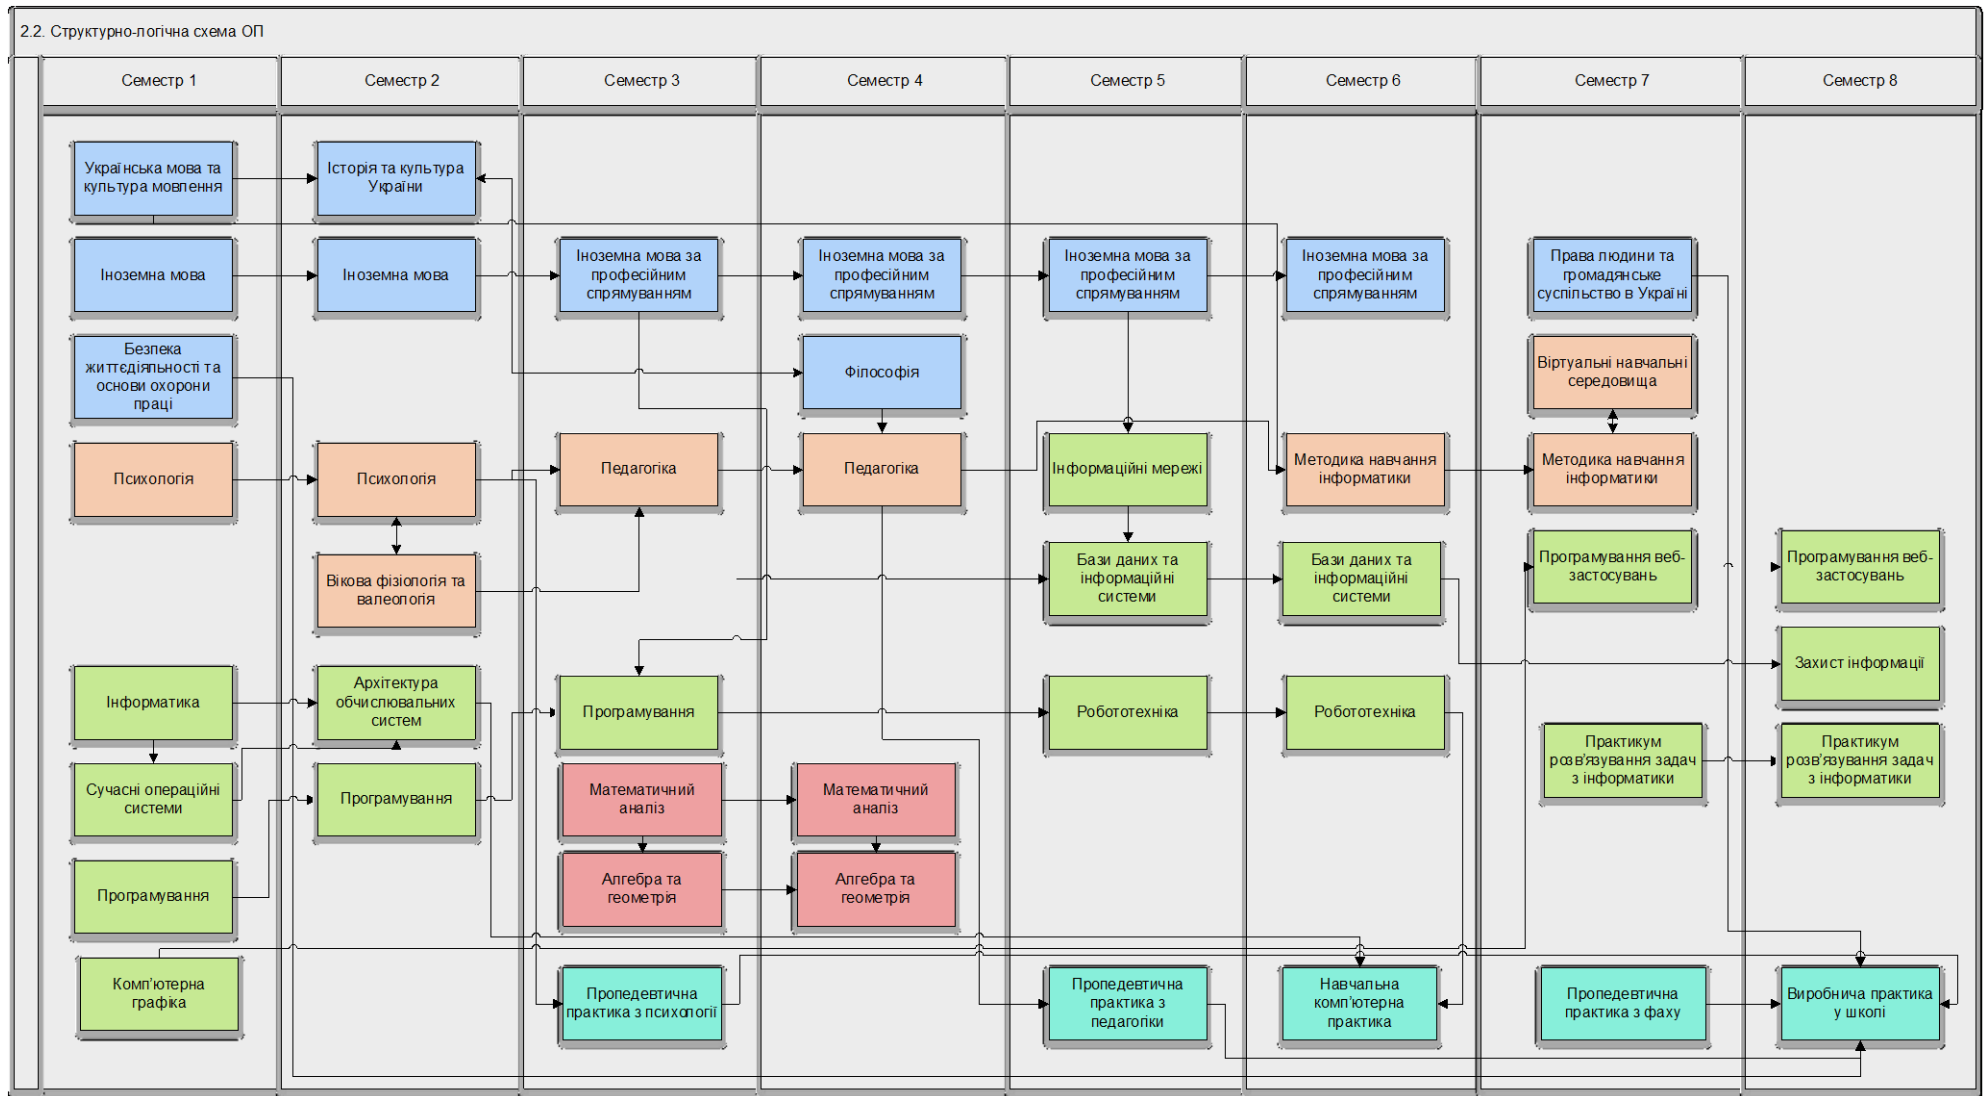 2.2. Структурно-логічна схема ОП
Семестр 1
Семестр 2
Семестр 3
Семестр 4
Семестр 5
Семестр 6
Семестр 7
Семестр 8
Українська мова та
культура мовлення
Історія та культура
України
Іноземна мова
Іноземна мова
Іноземна мова за
професійним
спрямуванням
Іноземна мова за
професійним
спрямуванням
Іноземна мова за
професійним
спрямуванням
Іноземна мова за
професійним
спрямуванням
Права людини та
громадянське
суспільство в Україні
Безпека
життєдіяльності та
основи охорони
праці
Філософія
Віртуальні навчальні
середовища
Психологія
Психологія
Педагогіка
Педагогіка
Інформаційні мережі
Методика навчання
інформатики
Методика навчання
інформатики
Вікова фізіологія та
валеологія
Бази даних та
інформаційні
системи
Бази даних та
інформаційні
системи
Програмування веб-
застосувань
Програмування веб-
застосувань
Захист інформації
Інформатика
Архітектура
обчислювальних
систем
Програмування
Робототехніка
Робототехніка
Сучасні операційні
системи
Програмування
Математичний
аналіз
Математичний
аналіз
Практикум
розв'язування задач
з інформатики
Практикум
розв'язування задач
з інформатики
Програмування
Алгебра та
геометрія
Алгебра та
геометрія
Комп'ютерна
графіка
Пропедевтична
практика з психології
Пропедевтична
практика з
педагогіки
Навчальна
комп'ютерна
практика
Пропедевтична
практика з фаху
Виробнича практика
у школі